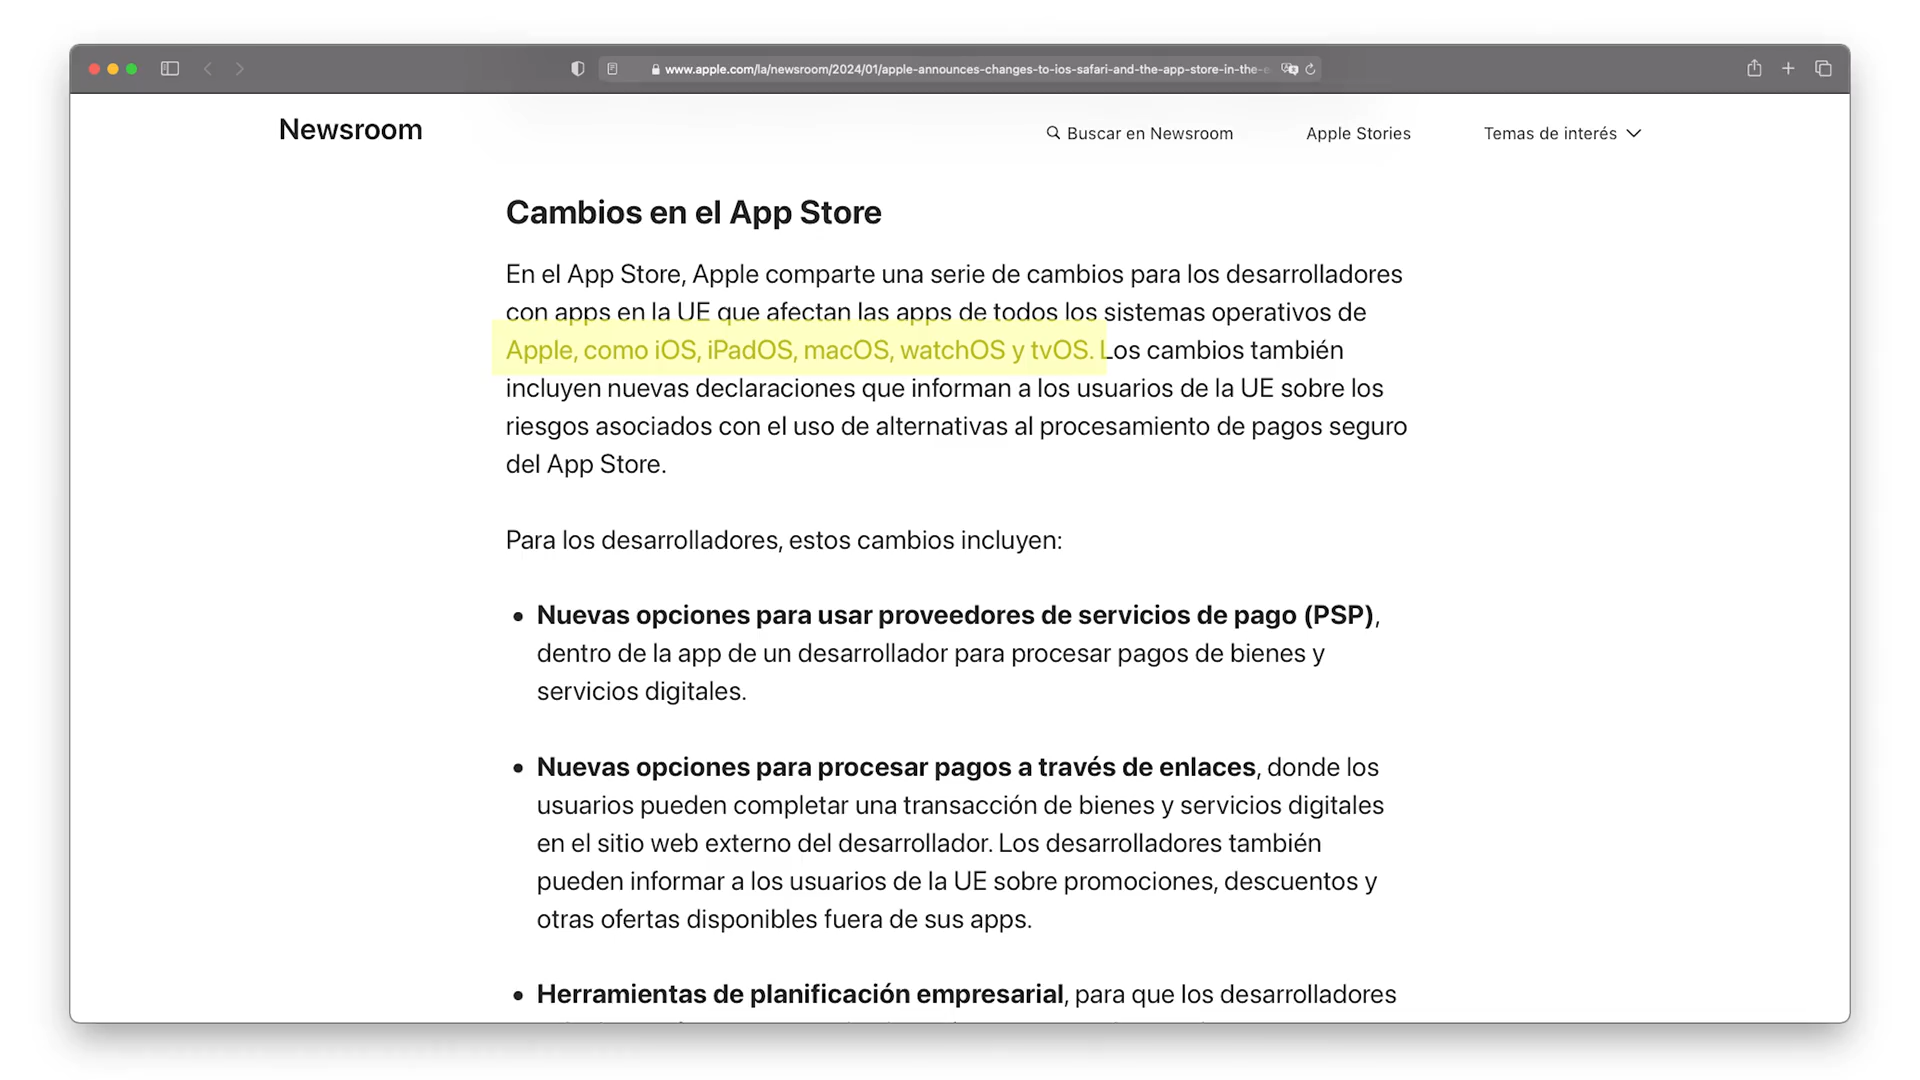 www.apple.com/la/newsroom/2024/01/apple-announces-changes-to-ios-safari-and-the-app-store-in-the-e
Newsroom
Buscar en Newsroom
Apple Stories
Temas de interés
Cambios en el App Store
En el App Store, Apple comparte una serie de cambios para los desarrolladores
con apps en la UE que afectan las apps de todos los sistemas operativos de
Apple, como iOS, iPadOS, macOS, watchOS y tvOS. Los cambios también
incluyen nuevas declaraciones que informan a los usuarios de la UE sobre los
riesgos asociados con el uso de alternativas al procesamiento de pagos seguro
del App Store.
Para los desarrolladores, estos cambios incluyen:
• Nuevas opciones para usar proveedores de servicios de pago (PSP),
dentro de la app de un desarrollador para procesar pagos de bienes y
servicios digitales.
• Nuevas opciones para procesar pagos a través de enlaces, donde los
usuarios pueden completar una transacción de bienes y servicios digitales
en el sitio web externo del desarrollador. Los desarrolladores también
pueden informar a los usuarios de la UE sobre promociones, descuentos y
otras ofertas disponibles fuera de sus apps.
• Herramientas de planificación empresarial, para que los desarrolladores